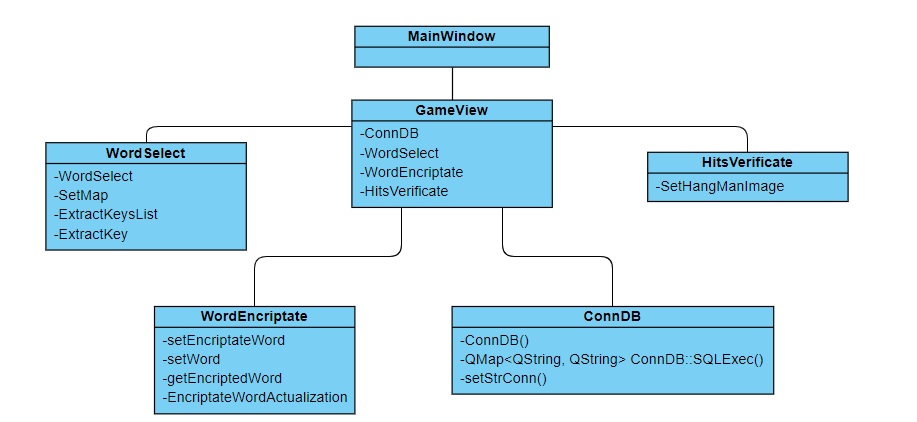 MainWindow
GameView
-ConnDB
-WordSelect
-WordEncriptate
-HitsVerificate
WordSelect
-WordSelect
-SetMap
-ExtractKeysList
-ExtractKey
HitsVerificate
-SetHangManImage
WordEncriptate
-setEncriptateWord
-setWord
-getEncriptedWord
-EncriptateWordActualization
ConnDB
-ConnDB()
-QMap<QString, QString> ConnDB::SQLExec()
-setStrConn()